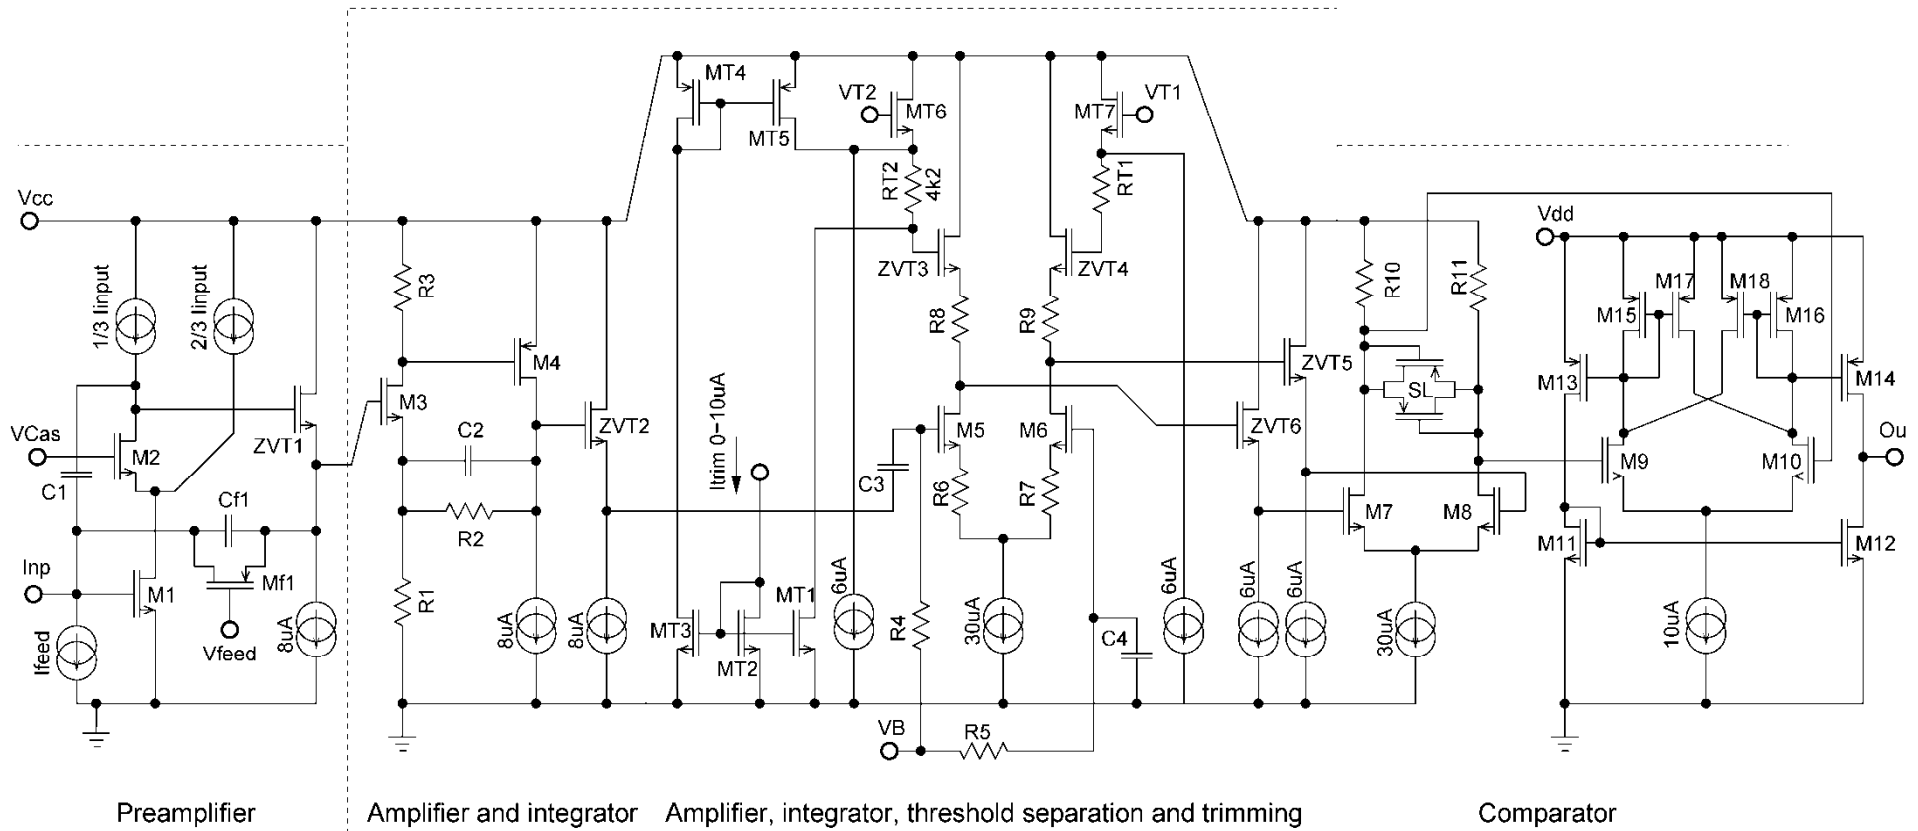 Vcc
1/3 Iinput
2/3 Iinput
VCas
M2
C1
ZVT1
Cf1
Inp
M1
Mf1
Vfeed
Ifeed
8uA
R3
M4
M3
C2
ZVT2
R2
R1
8uA
8uA
MT4
MT5
VT2
MT6
VT1
MT7
RT2
4k2
RT1
ZVT3
ZVT4
R8
R9
M5
M6
C3
R6
R7
Itrim 0-10uA
MT3
MT2
MT1
6uA
R4
30uA
C4
6uA
VB
R5
ZVT5
ZVT6
6uA
6uA
R10
R11
SL
M7
M8
30uA
Vdd
M17
M18
M15
M16
M13
M14
M9
M10
Ou
M11
M12
10uA
Preamplifier
Amplifier and integrator
Amplifier, integrator, threshold separation and trimming
Comparator